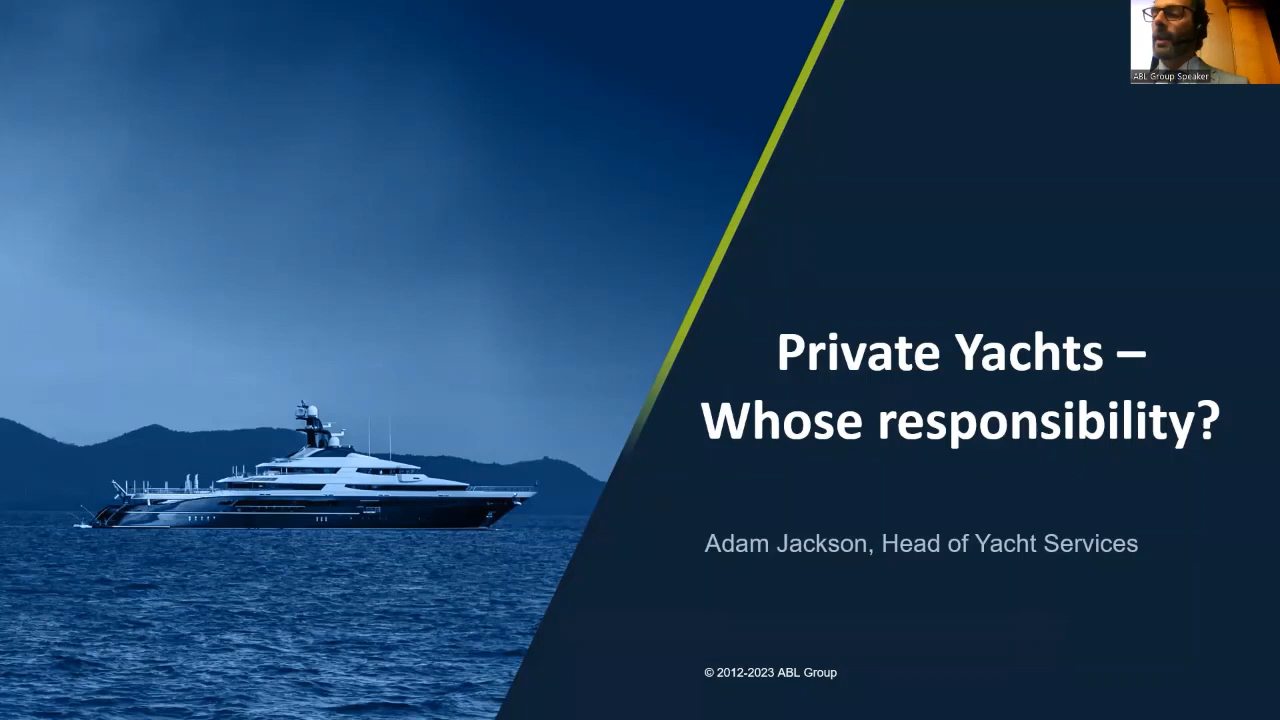 ABL Group Speaker
Private Yachts –
Whose responsibility?
Adam Jackson, Head of Yacht Services
© 2012-2023 ABL Group